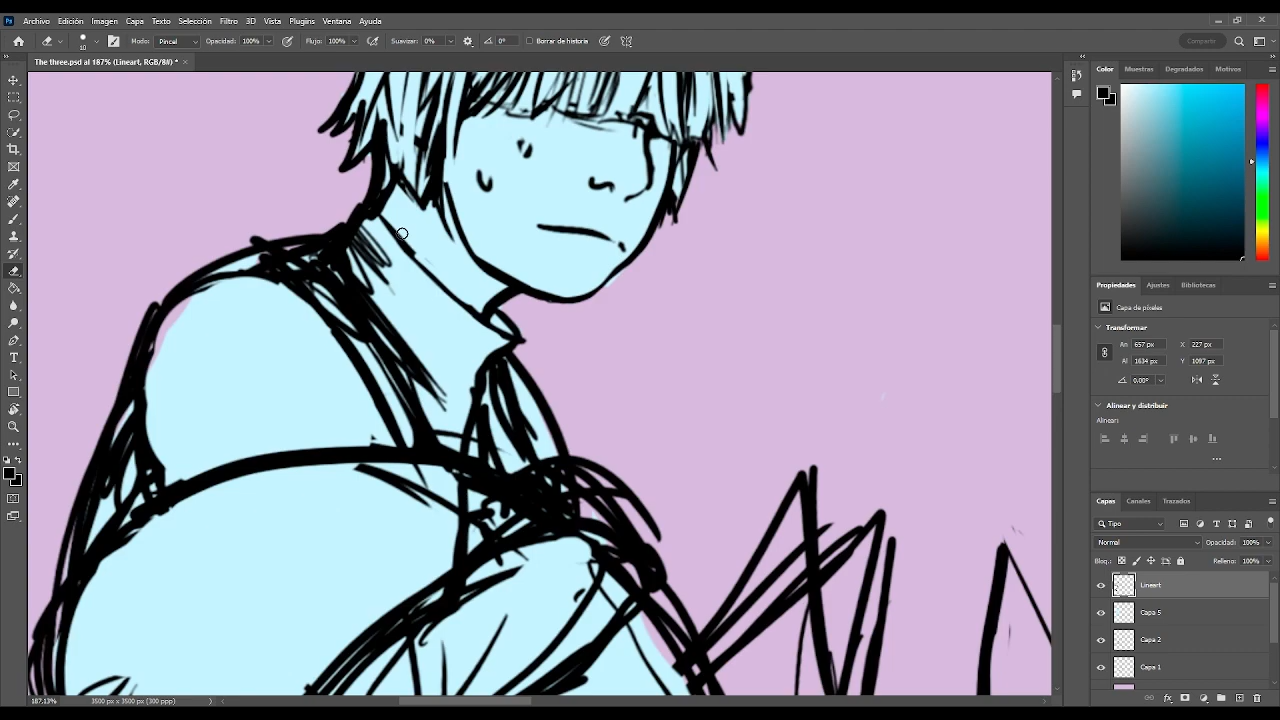 Ps Archivo Edición Imagen Capa Texto Selección Filtro 3D Vista Plugins Ventana Ayuda
10 Modo: Pincel Opacidad: 100% Flujo: 100% Suavizar: 0% 0° Borrar de historia Compartir
The three.psd al 187% (Lineart, RGB/8#) *
Color Muestras Degradados Motivos
Propiedades Ajustes Bibliotecas
Capa de píxeles
Transformar
An 657 px X 227 px
Al 1634 px Y 1097 px
0.00°
Alinear y distribuir
Alinear:
Capas Canales Trazados
Tipo
Normal Opacidad: 100%
Bloq.: Relleno: 100%
Lineart
Capa 5
Capa 2
Capa 1
187.13% 3500 px x 3500 px (300 ppp)